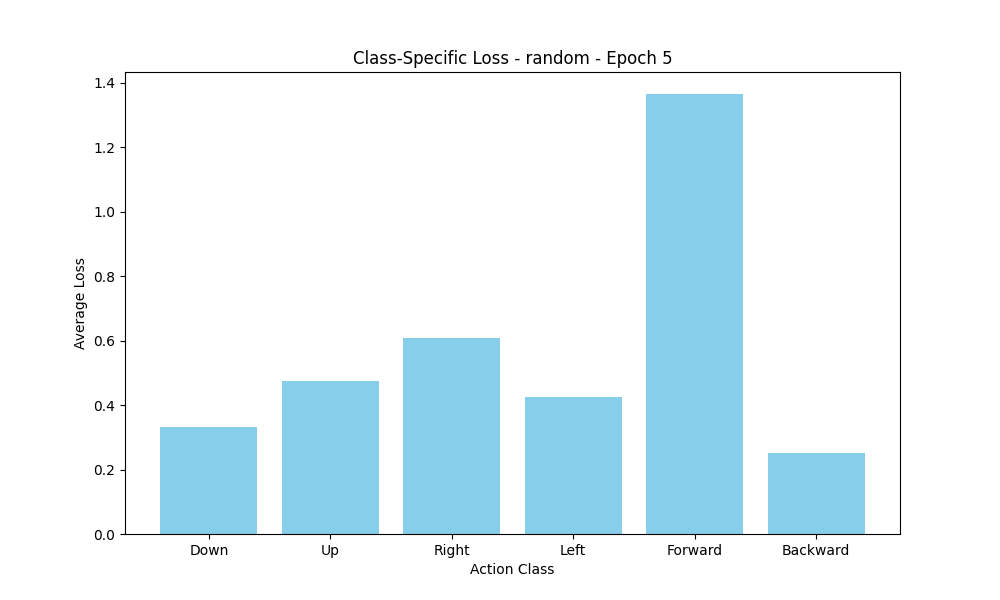 Class-Specific Loss - random - Epoch 5
1.4
1.2
1.0
0.8
0.6
0.4
0.2
0.0
Average Loss
Down Up Right Left Forward Backward
Action Class